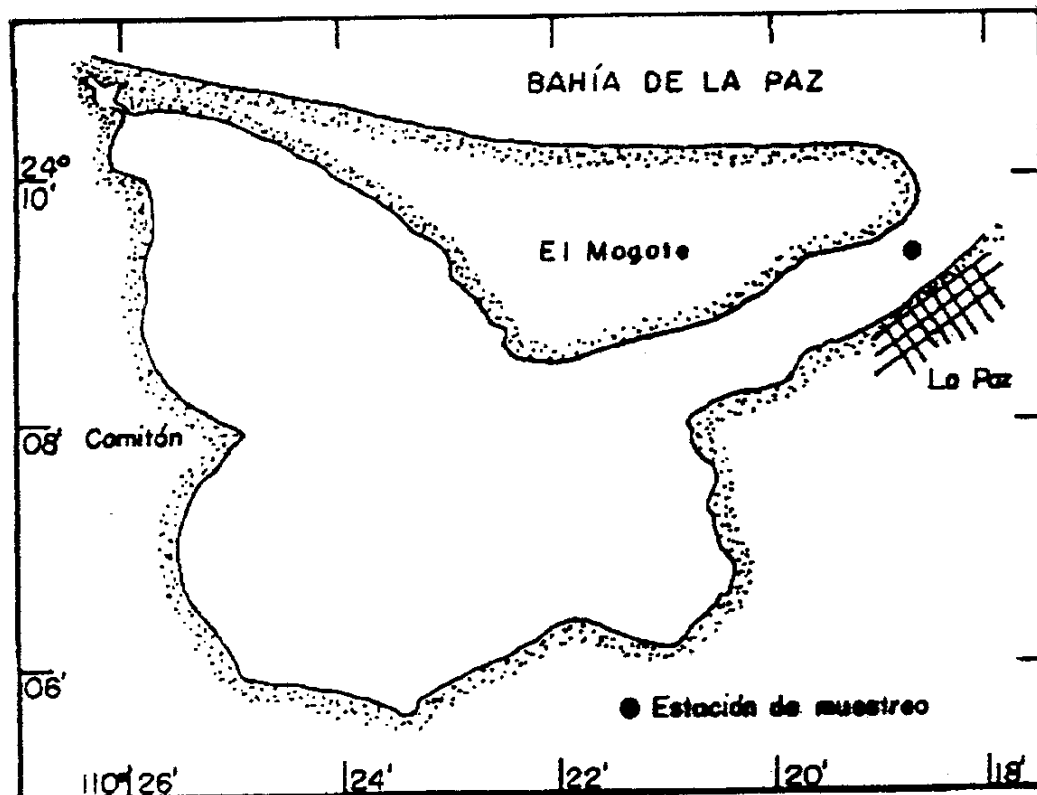 BAHÍA DE LA PAZ
24°
10'
El Mogote
La Paz
08' Comitón
06'
Estación de muestreo
110° 26' 24' 22' 20' 18'